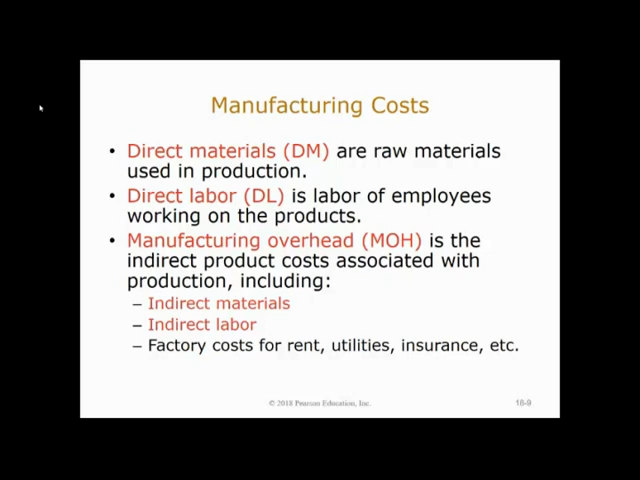 Manufacturing Costs
• Direct materials (DM) are raw materials
used in production.
• Direct labor (DL) is labor of employees
working on the products.
• Manufacturing overhead (MOH) is the
indirect product costs associated with
production, including:
– Indirect materials
– Indirect labor
– Factory costs for rent, utilities, insurance, etc.
© 2018 Pearson Education, Inc.
16-9